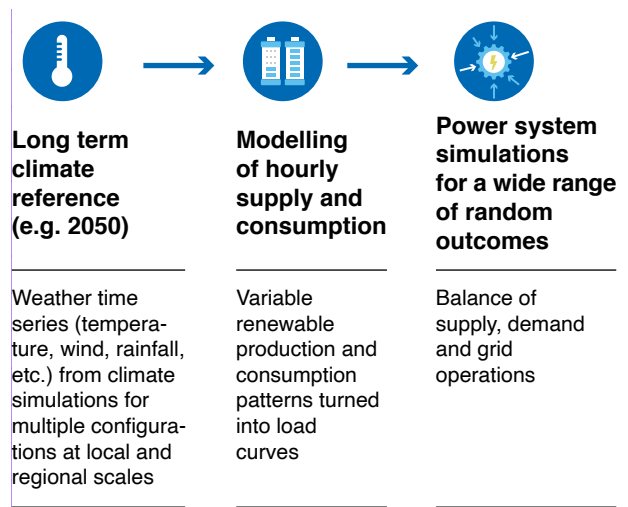 Long term
climate
reference
(e.g. 2050)
Weather time
series (tempera-
ture, wind, rainfall,
etc.) from climate
simulations for
multiple configura-
tions at local and
regional scales
Modelling
of hourly
supply and
consumption
Variable
renewable
production and
consumption
patterns turned
into load
curves
Power system
simulations
for a wide range
of random
outcomes
Balance of
supply, demand
and grid
operations